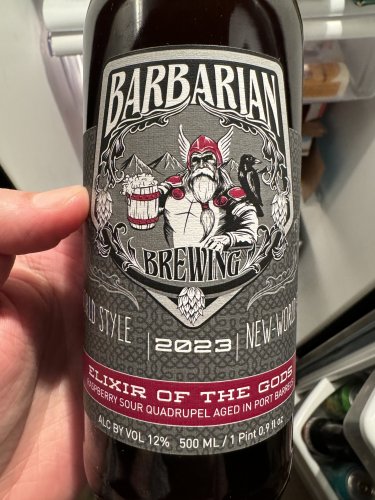 BARBARIAN
BREWING
OLD STYLE | 2023 | NEW-WORLD
ELIXIR OF THE GODS
RASPBERRY SOUR QUADRUPEL AGED IN PORT BARRELS
ALC BY VOL 12% 500 ML / 1 Pint 0.9 fl oz